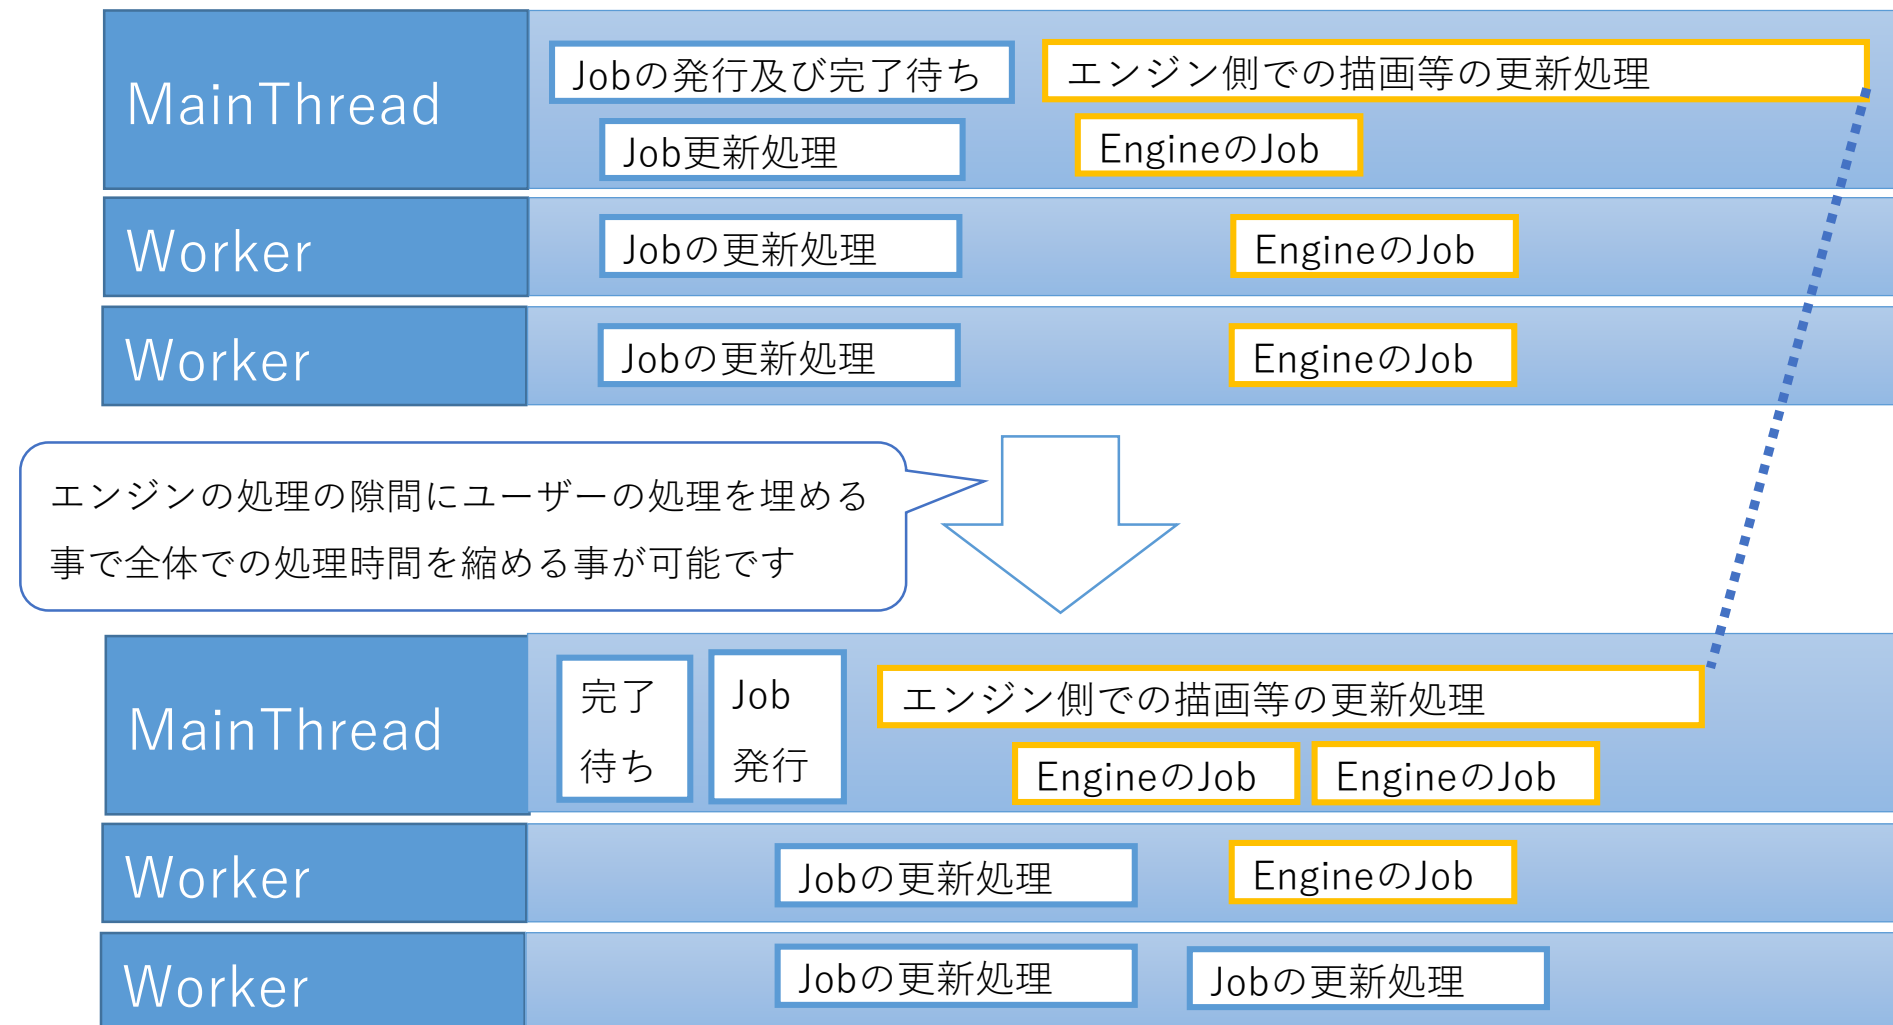 MainThread
Jobの発行及び完了待ち
エンジン側での描画等の更新処理
Job更新処理
EngineのJob
Worker
Jobの更新処理
EngineのJob
Worker
Jobの更新処理
EngineのJob
エンジンの処理の隙間にユーザーの処理を埋める
事で全体での処理時間を縮める事が可能です
MainThread
完了
待ち
Job
発行
エンジン側での描画等の更新処理
EngineのJob
EngineのJob
Worker
Jobの更新処理
EngineのJob
Worker
Jobの更新処理
Jobの更新処理